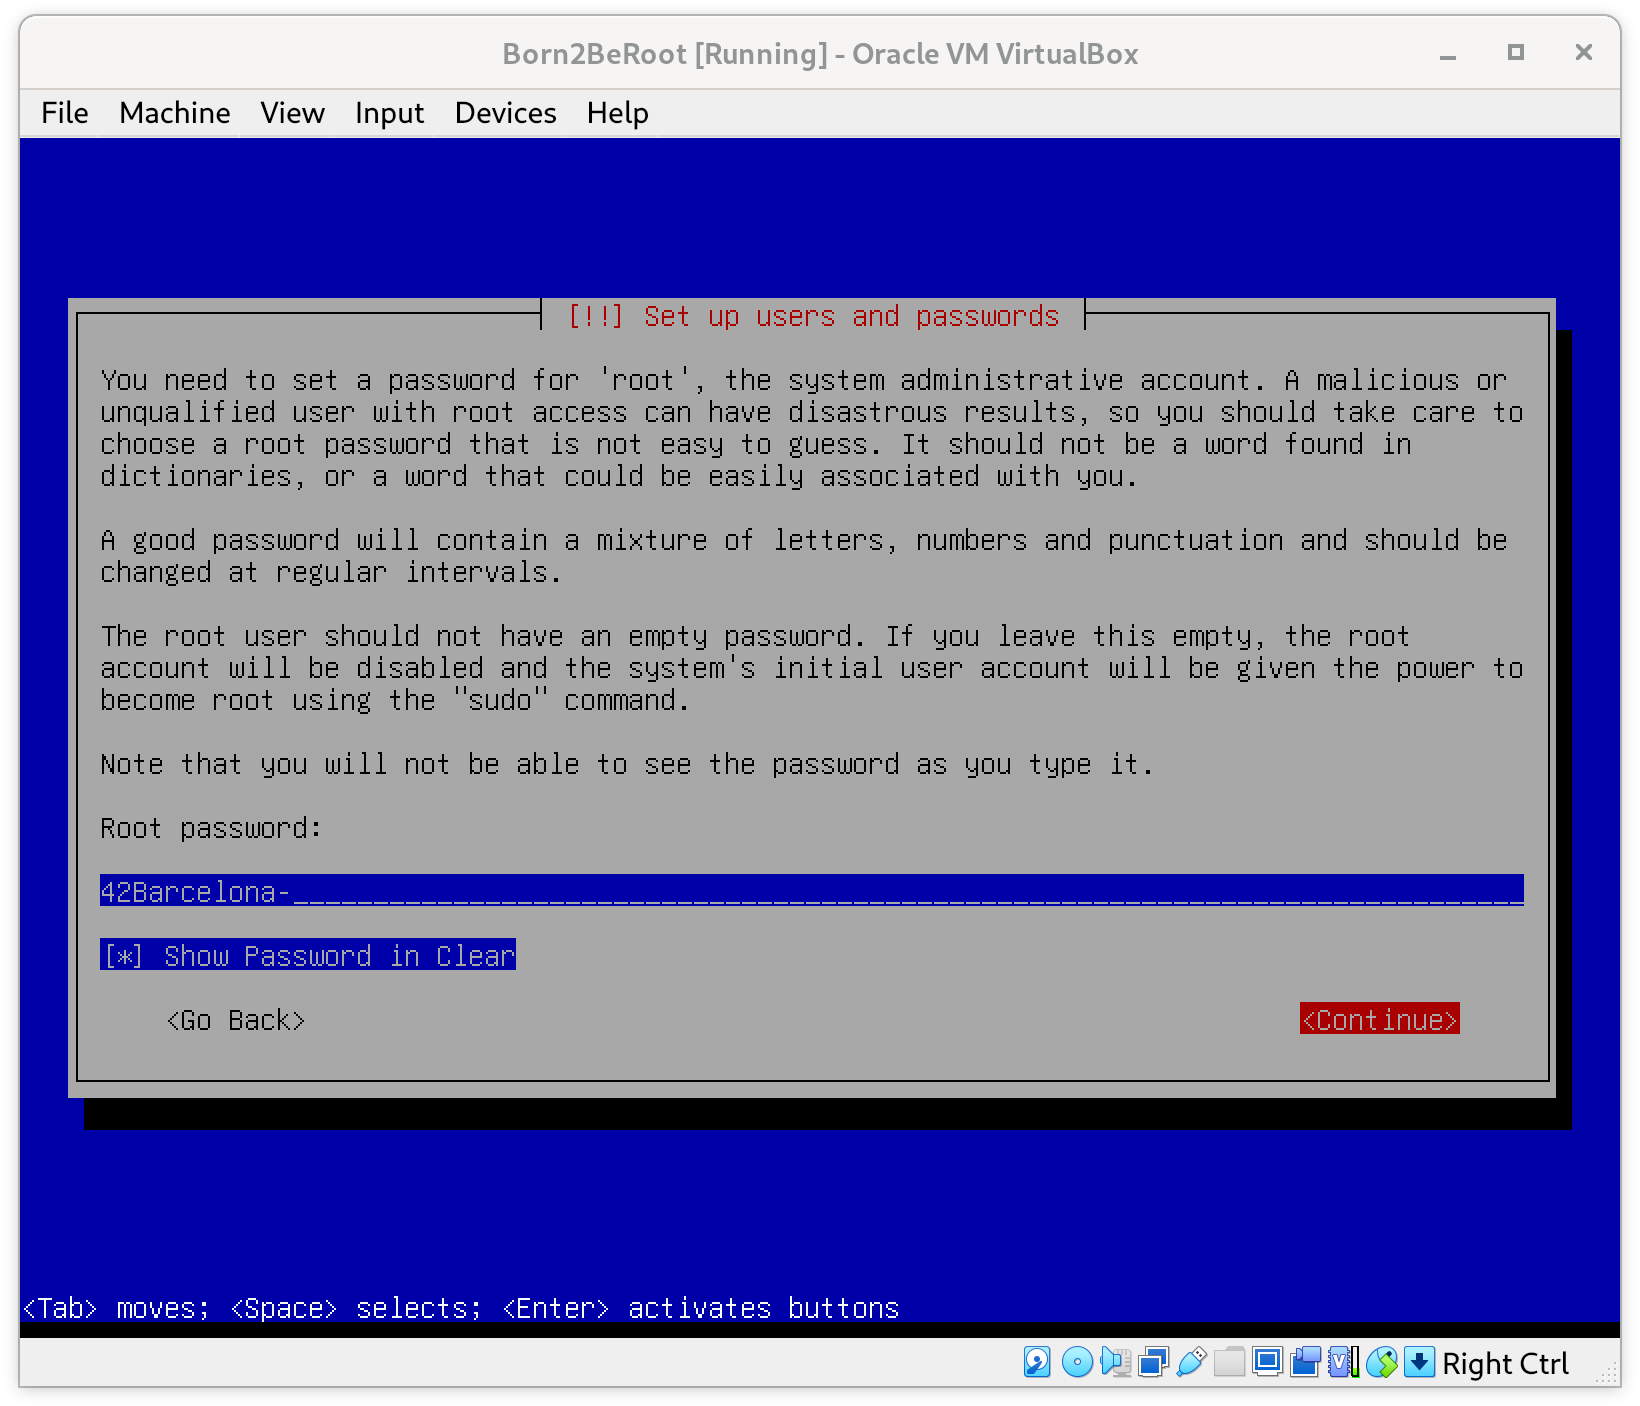 Born2BeRoot [Running] - Oracle VM VirtualBox
File Machine View Input Devices Help
[!!] Set up users and passwords
You need to set a password for 'root', the system administrative account. A malicious or
unqualified user with root access can have disastrous results, so you should take care to
choose a root password that is not easy to guess. It should not be a word found in
dictionaries, or a word that could be easily associated with you.
A good password will contain a mixture of letters, numbers and punctuation and should be
changed at regular intervals.
The root user should not have an empty password. If you leave this empty, the root
account will be disabled and the system's initial user account will be given the power to
become root using the "sudo" command.
Note that you will not be able to see the password as you type it.
Root password:
42Barcelona-_____________________________________________________________________________
[*] Show Password in Clear
<Go Back> <Continue>
<Tab> moves; <Space> selects; <Enter> activates buttons
Right Ctrl